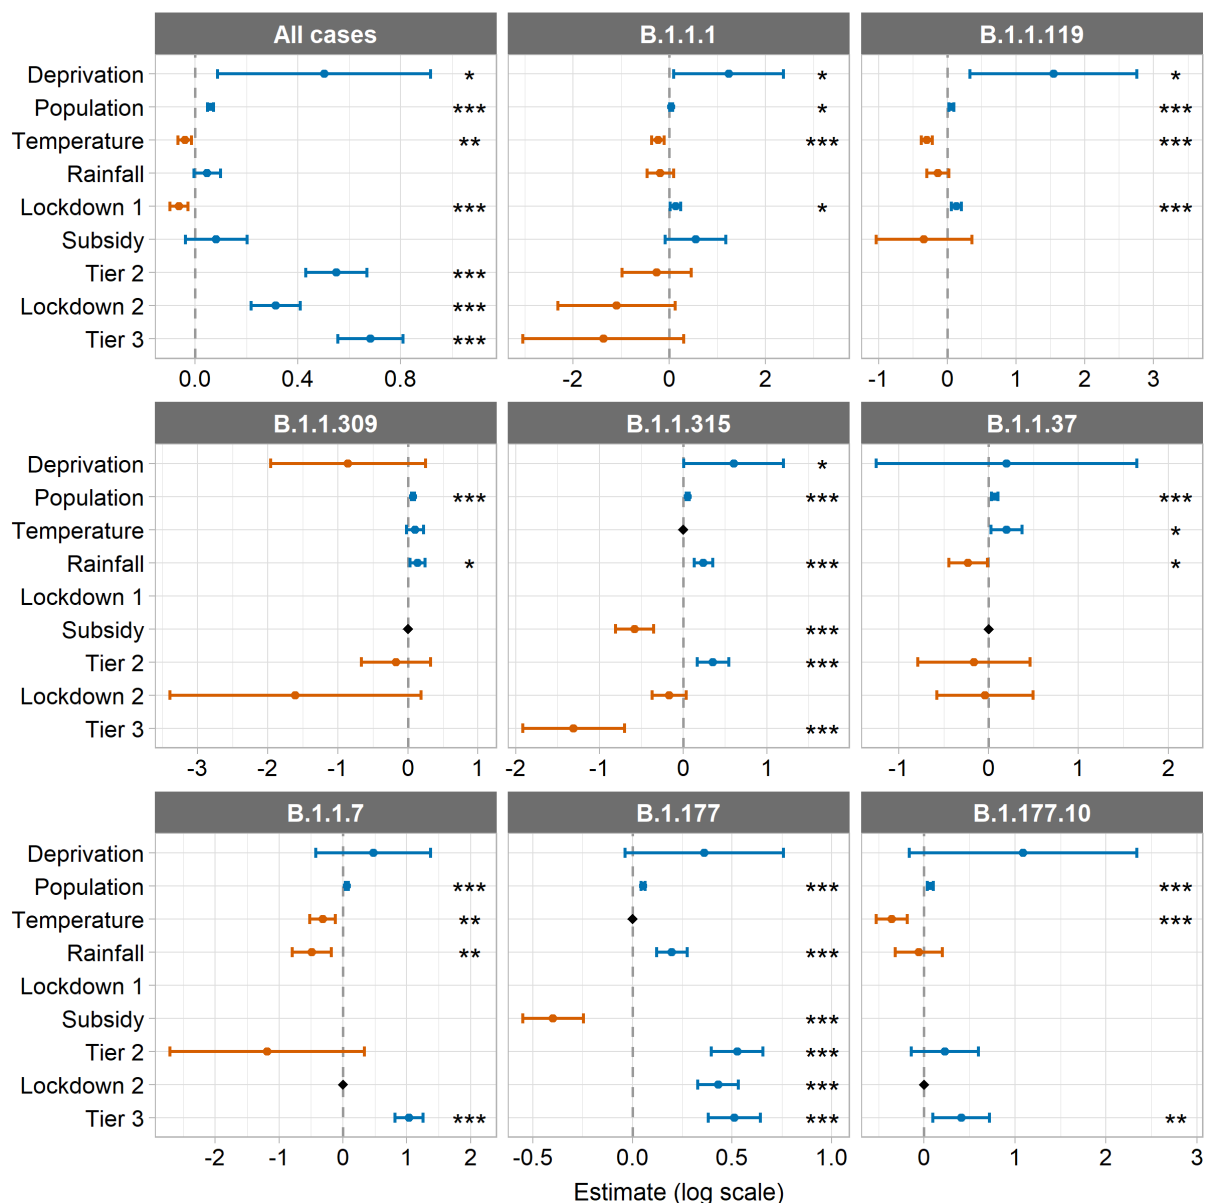 All cases B.1.1.1 B.1.1.119
Deprivation * * *
Population *** * ***
Temperature ** *** ***
Rainfall
Lockdown 1 *** * ***
Subsidy
Tier 2 ***
Lockdown 2 ***
Tier 3 ***
0.0 0.4 0.8 -2 0 2 -1 0 1 2 3
B.1.1.309 B.1.1.315 B.1.1.37
Deprivation *
Population *** *** ***
Temperature *
Rainfall * *** *
Lockdown 1
Subsidy ***
Tier 2 ***
Lockdown 2
Tier 3 ***
-3 -2 -1 0 1 -2 -1 0 1 -1 0 1 2
B.1.1.7 B.1.177 B.1.177.10
Deprivation
Population *** *** ***
Temperature ** ***
Rainfall ** ***
Lockdown 1
Subsidy ***
Tier 2 ***
Lockdown 2 ***
Tier 3 *** *** **
-2 -1 0 1 2 -0.5 0.0 0.5 1.0 0 1 2 3
Estimate (log scale)